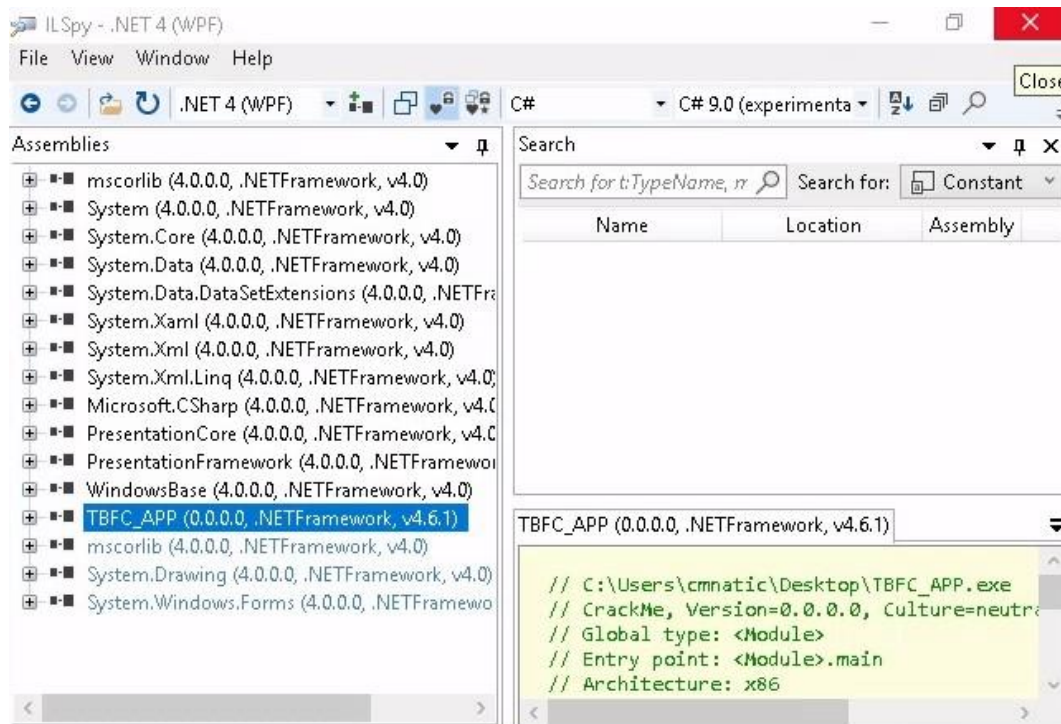 ILSpy - .NET 4 (WPF)
File View Window Help
Close
.NET 4 (WPF) C# C# 9.0 (experimenta
Assemblies
mscorlib (4.0.0.0, .NETFramework, v4.0)
System (4.0.0.0, .NETFramework, v4.0)
System.Core (4.0.0.0, .NETFramework, v4.0)
System.Data (4.0.0.0, .NETFramework, v4.0)
System.Data.DataSetExtensions (4.0.0.0, .NETFra
System.Xaml (4.0.0.0, .NETFramework, v4.0)
System.Xml (4.0.0.0, .NETFramework, v4.0)
System.Xml.Linq (4.0.0.0, .NETFramework, v4.0,
Microsoft.CSharp (4.0.0.0, .NETFramework, v4.0
PresentationCore (4.0.0.0, .NETFramework, v4.0
PresentationFramework (4.0.0.0, .NETFramewor
WindowsBase (4.0.0.0, .NETFramework, v4.0)
TBFC_APP (0.0.0.0, .NETFramework, v4.6.1)
mscorlib (4.0.0.0, .NETFramework, v4.0)
System.Drawing (4.0.0.0, .NETFramework, v4.0)
System.Windows.Forms (4.0.0.0, .NETFramewo
Search
Search for t:TypeName, m Search for: Constant
Name Location Assembly
TBFC_APP (0.0.0.0, .NETFramework, v4.6.1)
// C:\Users\cmnatic\Desktop\TBFC_APP.exe
// CrackMe, Version=0.0.0.0, Culture=neutra
// Global type: <Module>
// Entry point: <Module>.main
// Architecture: x86